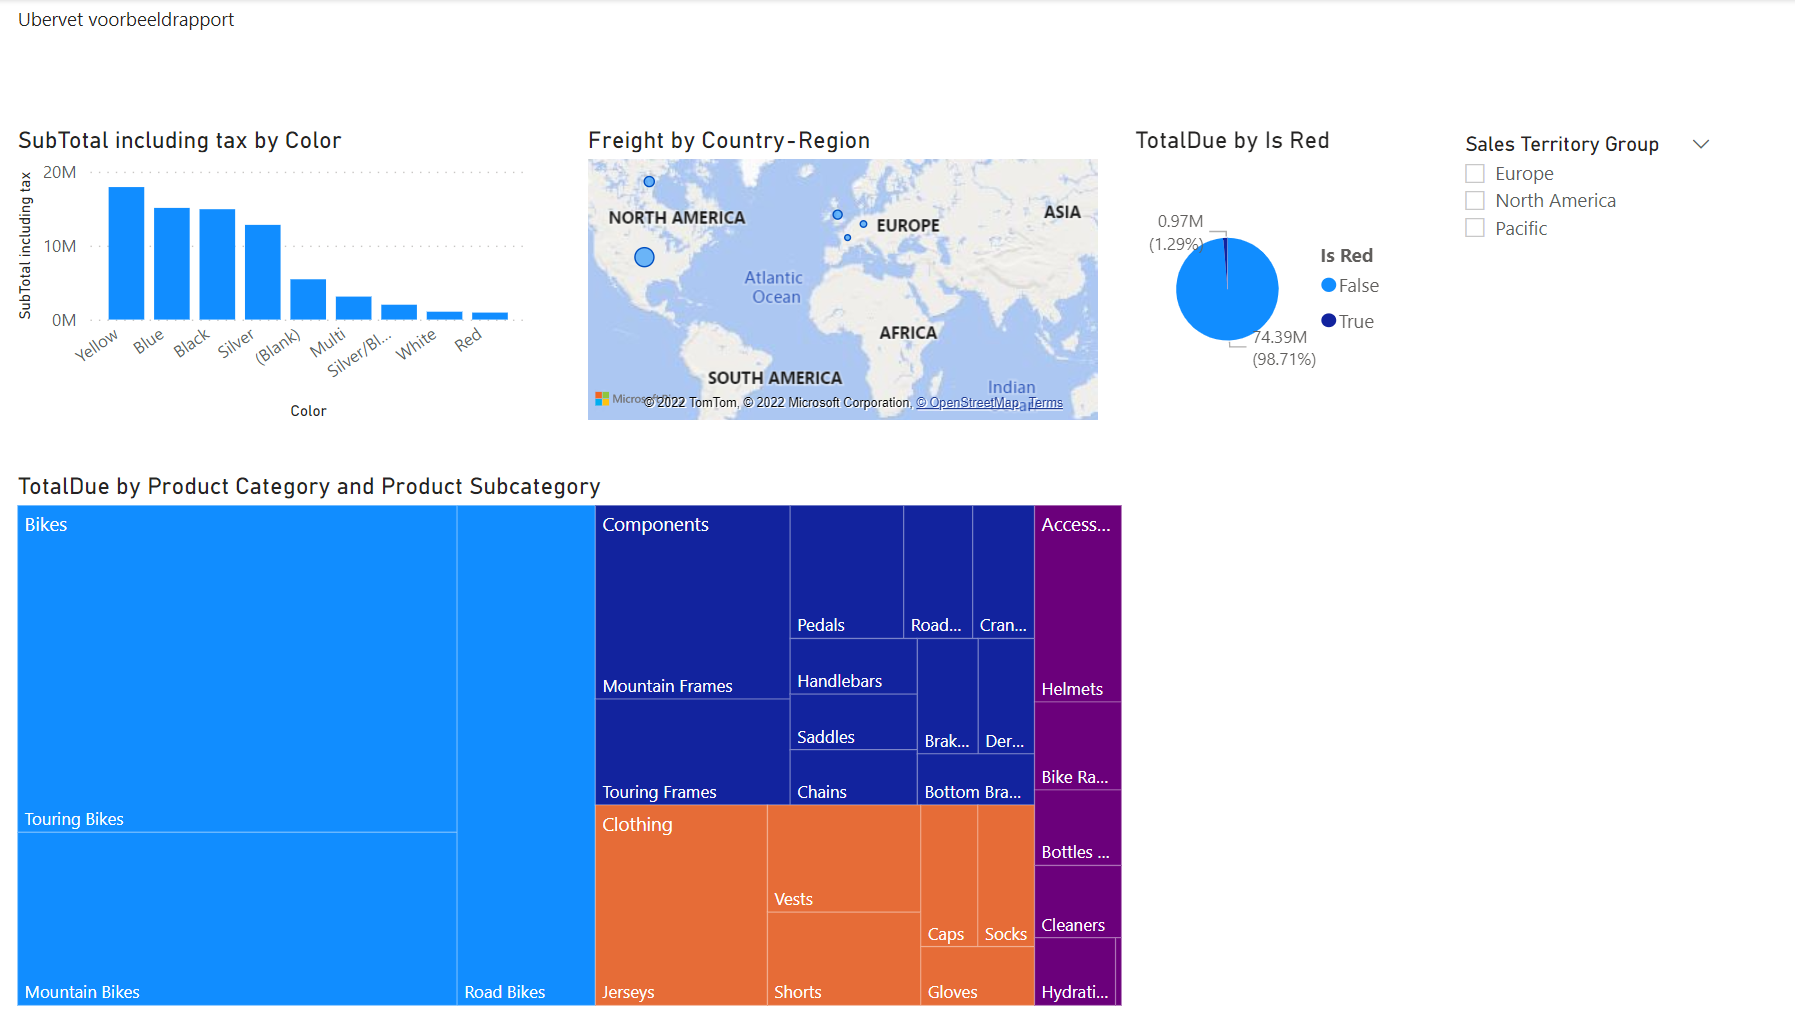 Ubervet voorbeeldrapport
SubTotal including tax by Color
SubTotal including tax
20M
10M
0M
Yellow
Blue
Black
Silver
(Blank)
Multi
Silver/Bl...
White
Red
Color
Freight by Country-Region
NORTH AMERICA
EUROPE
ASIA
Atlantic
Ocean
AFRICA
SOUTH AMERICA
Indian
© 2022 TomTom, © 2022 Microsoft Corporation, © OpenStreetMap Terms
TotalDue by Is Red
0.97M
(1.29%)
74.39M
(98.71%)
Is Red
False
True
Sales Territory Group
Europe
North America
Pacific
TotalDue by Product Category and Product Subcategory
Bikes
Touring Bikes
Mountain Bikes
Road Bikes
Components
Mountain Frames
Touring Frames
Pedals
Road...
Cran...
Handlebars
Saddles
Chains
Brak...
Der...
Bottom Bra...
Clothing
Jerseys
Vests
Shorts
Caps
Socks
Gloves
Access...
Helmets
Bike Ra...
Bottles ...
Cleaners
Hydrati...